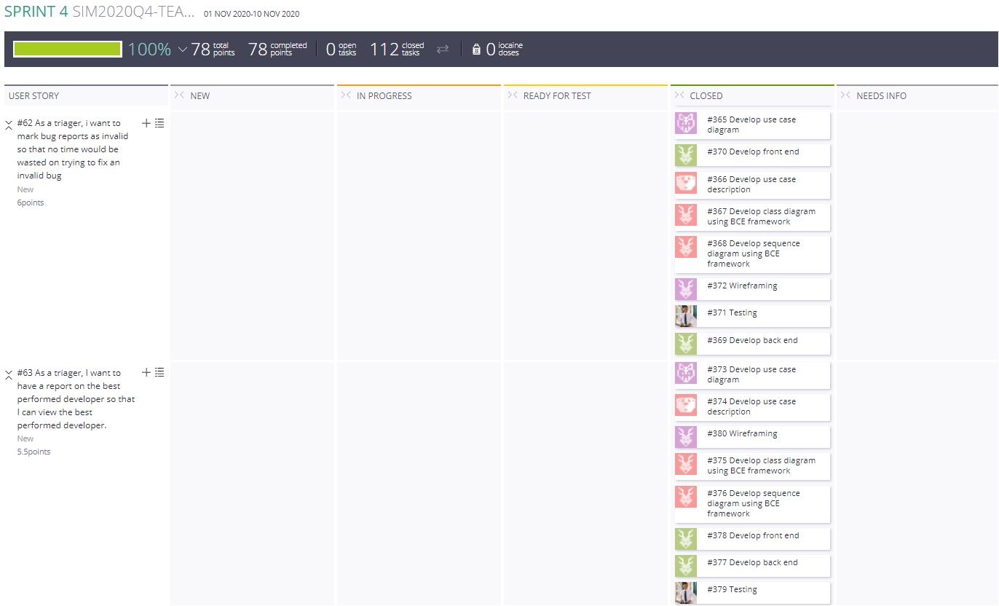 SPRINT 4 SIM2020Q4-TEA... 01 NOV 2020-10 NOV 2020
100% 78 total points 78 completed points 0 open tasks 112 closed tasks 0 iocaine doses
USER STORY NEW IN PROGRESS READY FOR TEST CLOSED NEEDS INFO
#62 As a triager, i want to
mark bug reports as invalid
so that no time would be
wasted on trying to fix an
invalid bug
New
6points
#365 Develop use case
diagram
#370 Develop front end
#366 Develop use case
description
#367 Develop class diagram
using BCE framework
#368 Develop sequence
diagram using BCE
framework
#372 Wireframing
#371 Testing
#369 Develop back end
#63 As a triager, I want to
have a report on the best
performed developer so that
I can view the best
performed developer.
New
5.5points
#373 Develop use case
diagram
#374 Develop use case
description
#380 Wireframing
#375 Develop class diagram
using BCE framework
#376 Develop sequence
diagram using BCE
framework
#378 Develop front end
#377 Develop back end
#379 Testing